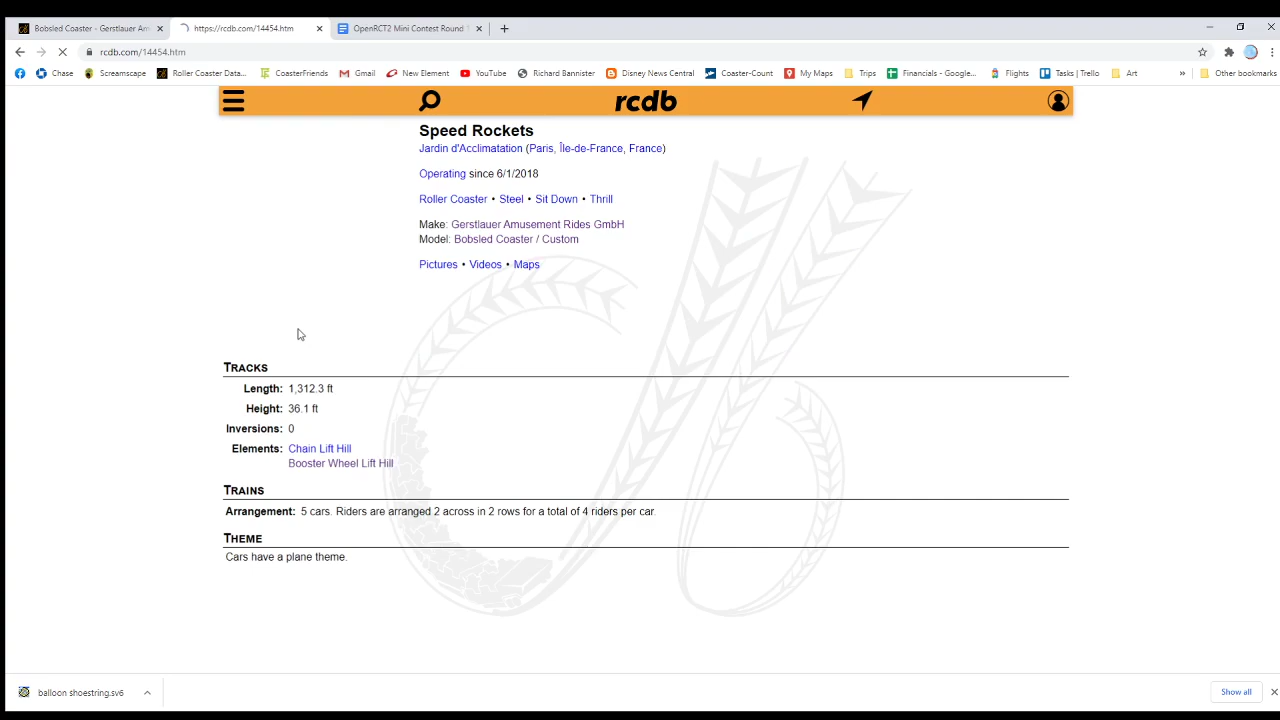 Bobsled Coaster - Gerstlauer Am
https://rcdb.com/14454.htm
OpenRCT2 Mini Contest Round
rcdb.com/14454.htm
Chase
Screamscape
Roller Coaster Data...
CoasterFriends
Gmail
New Element
YouTube
Richard Bannister
Disney News Central
Coaster-Count
My Maps
Trips
Financials - Google...
Flights
Tasks | Trello
Art
»
Other bookmarks
rcdb
Speed Rockets
Jardin d'Acclimatation (Paris, Île-de-France, France)
Operating since 6/1/2018
Roller Coaster • Steel • Sit Down • Thrill
Make: Gerstlauer Amusement Rides GmbH
Model: Bobsled Coaster / Custom
Pictures • Videos • Maps
TRACKS
Length: 1,312.3 ft
Height: 36.1 ft
Inversions: 0
Elements: Chain Lift Hill
Booster Wheel Lift Hill
TRAINS
Arrangement: 5 cars. Riders are arranged 2 across in 2 rows for a total of 4 riders per car.
THEME
Cars have a plane theme.
balloon shoestring.sv6
Show all